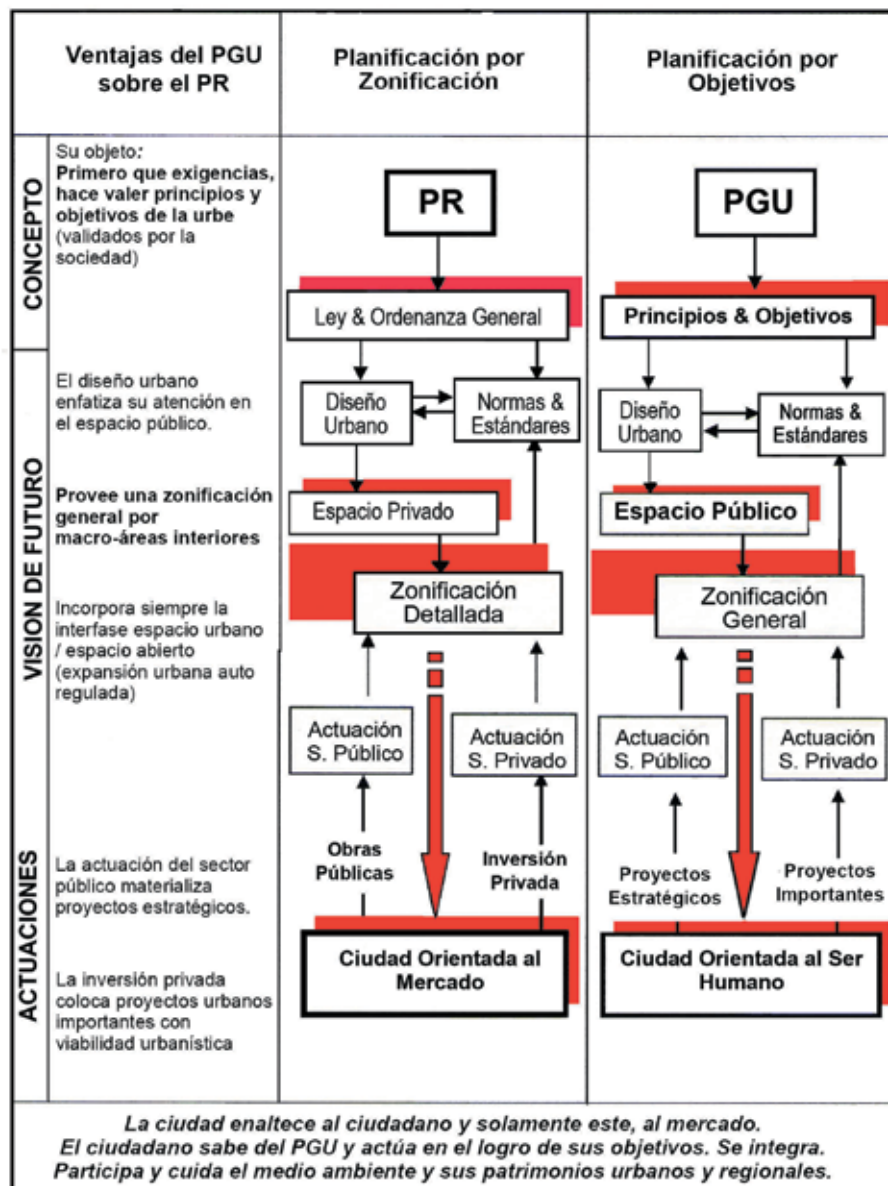 Ventajas del PGU
sobre el PR
Planificación por
Zonificación
Planificación por
Objetivos
CONCEPTO
Su objeto:
Primero que exigencias,
hace valer principios y
objetivos de la urbe
(validados por la
sociedad)
PR
Ley & Ordenanza General
PGU
Principios & Objetivos
VISION DE FUTURO
El diseño urbano
enfatiza su atención en
el espacio público.
Provee una zonificación
general por
macro-áreas interiores
Incorpora siempre la
interfase espacio urbano
/ espacio abierto
(expansión urbana auto
regulada)
Diseño
Urbano
Normas &
Estándares
Espacio Privado
Zonificación
Detallada
Actuación
S. Público
Actuación
S. Privado
Diseño
Urbano
Normas &
Estándares
Espacio Público
Zonificación
General
Actuación
S. Público
Actuación
S. Privado
ACTUACIONES
La actuación del sector
público materializa
proyectos estratégicos.
La inversión privada
coloca proyectos urbanos
importantes con
viabilidad urbanística
Obras
Públicas
Inversión
Privada
Ciudad Orientada al
Mercado
Proyectos
Estratégicos
Proyectos
Importantes
Ciudad Orientada al Ser
Humano
La ciudad enaltece al ciudadano y solamente este, al mercado.
El ciudadano sabe del PGU y actúa en el logro de sus objetivos. Se integra.
Participa y cuida el medio ambiente y sus patrimonios urbanos y regionales.